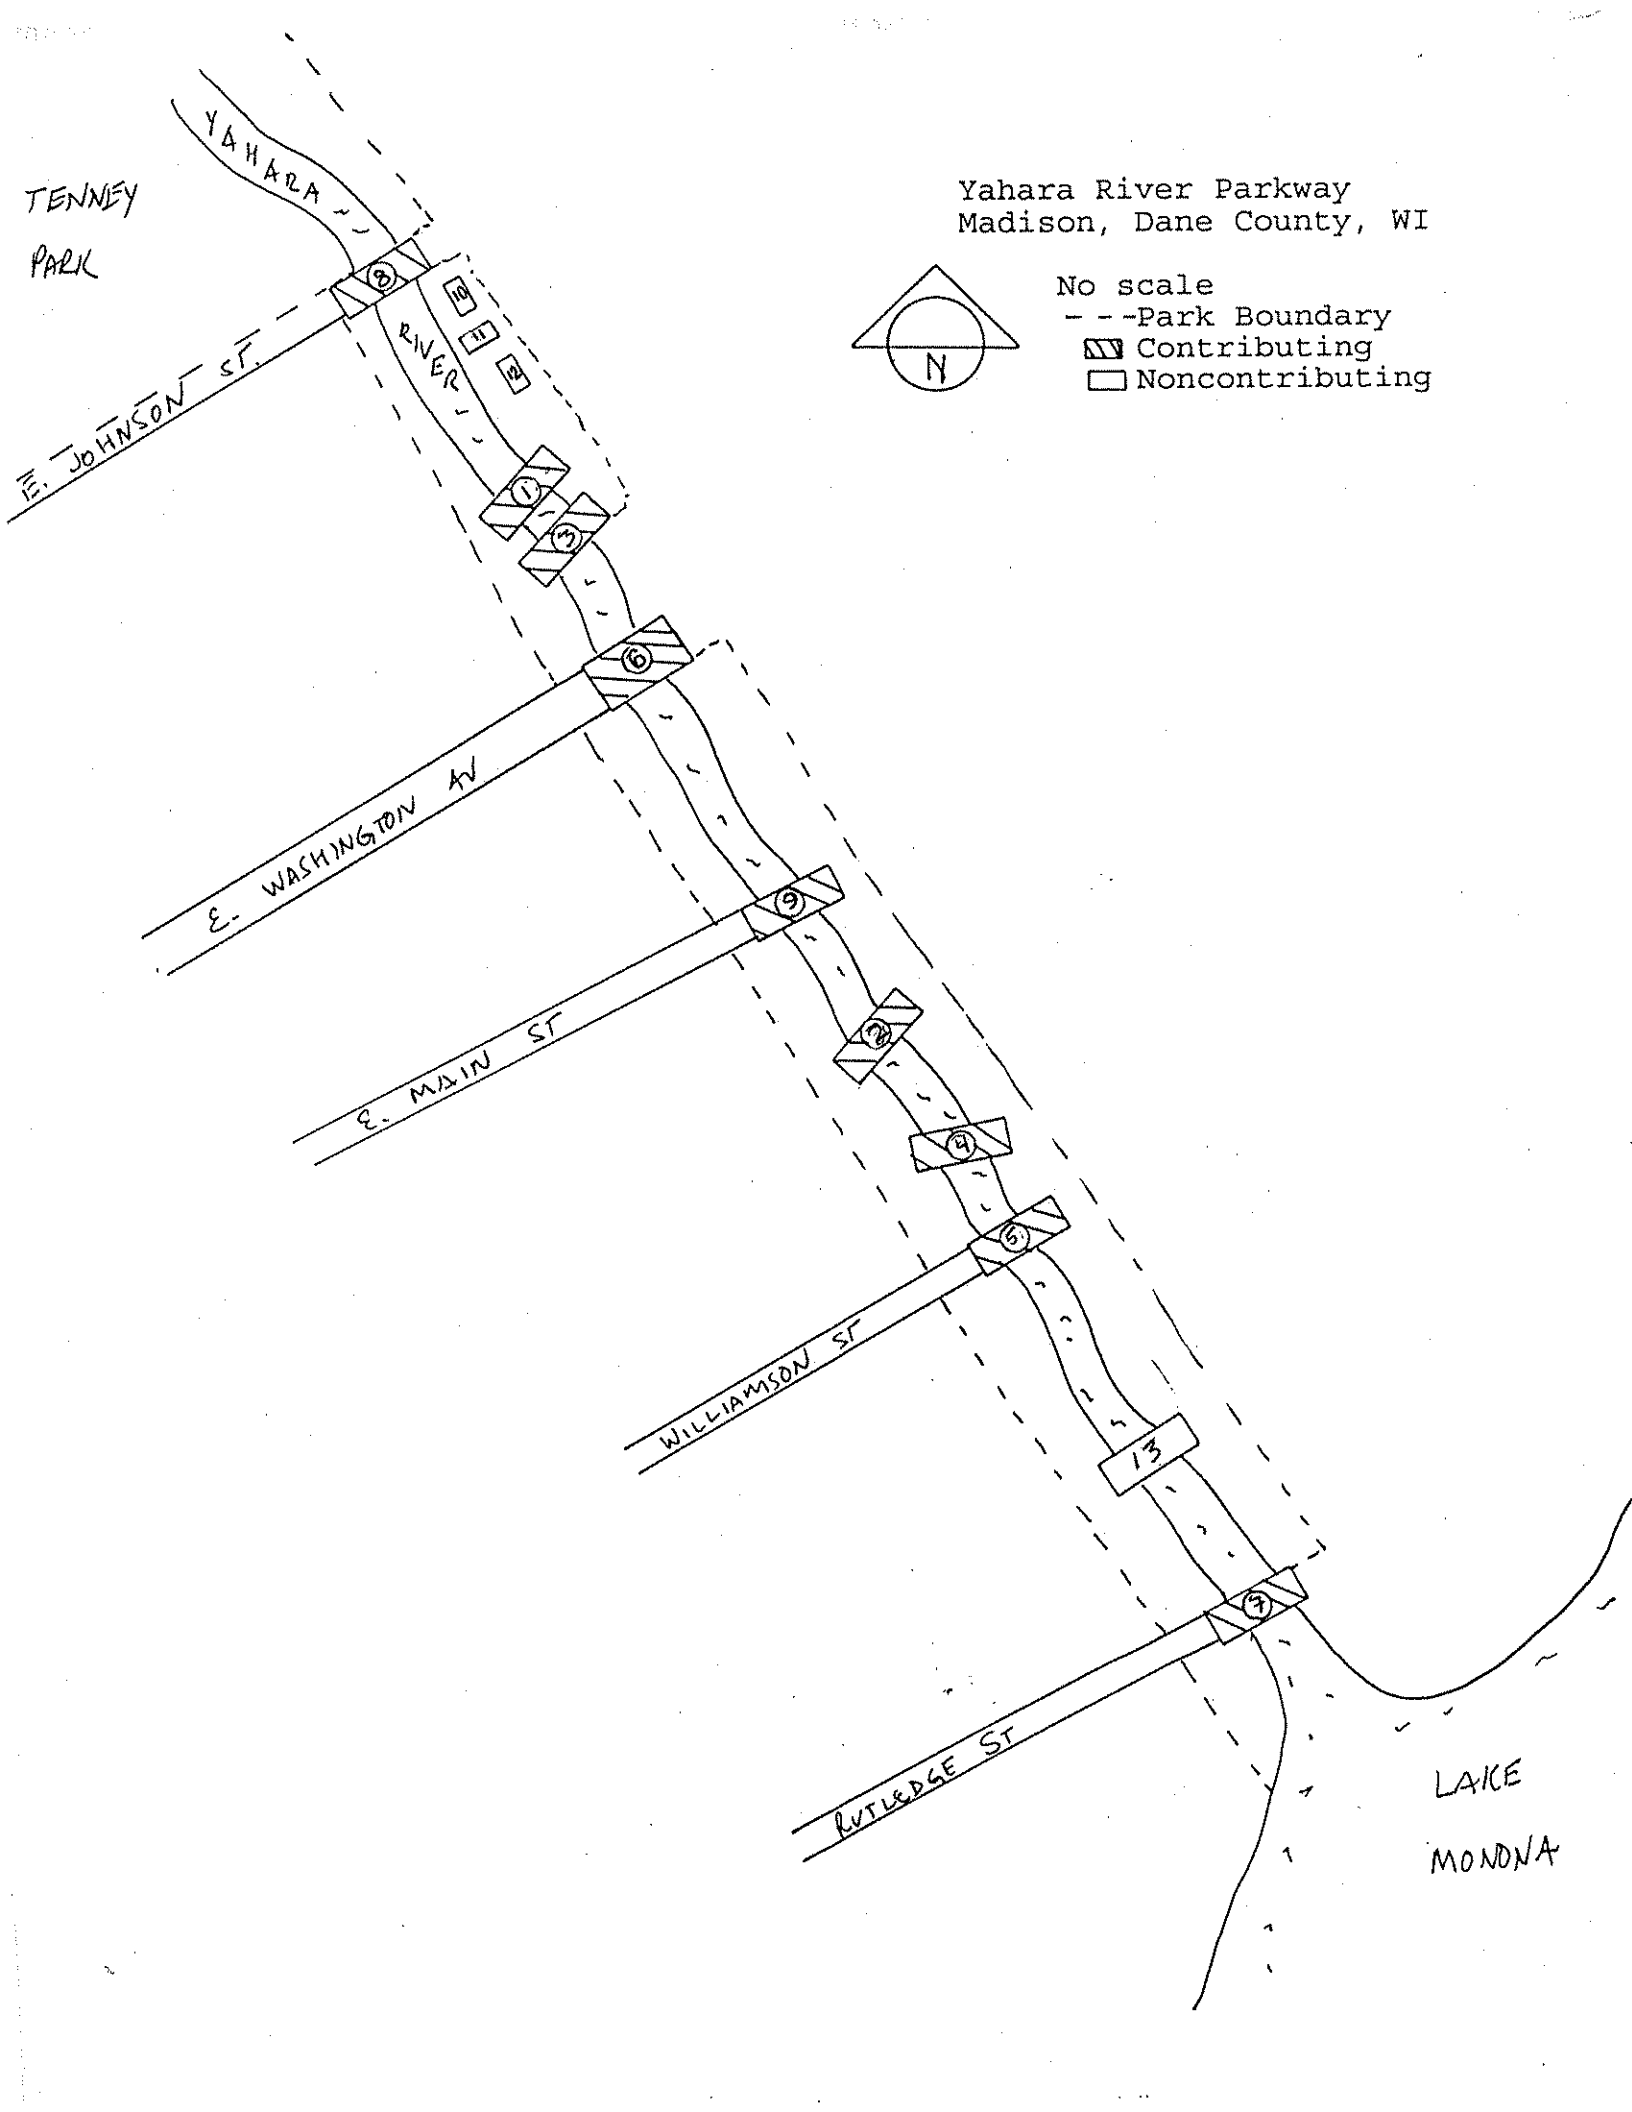 YAHARA
TENNEY
PARK
Yahara River Parkway
Madison, Dane County, WI
N
No scale
- - -Park Boundary
Contributing
Noncontributing
8
10
11
12
RIVER
E. JOHNSON ST.
1
3
6
E. WASHINGTON AV
9
E. MAIN ST
2
4
5
WILLIAMSON ST
13
7
RUTLEDGE ST
LAKE
MONONA